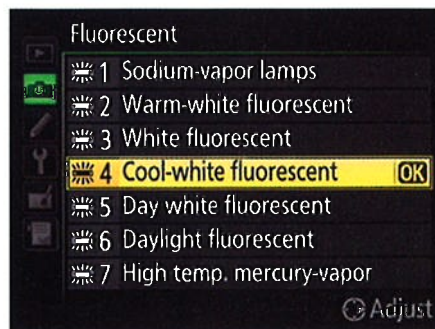 Fluorescent
1 Sodium-vapor lamps
2 Warm-white fluorescent
3 White fluorescent
4 Cool-white fluorescent OK
5 Day white fluorescent
6 Daylight fluorescent
7 High temp. mercury-vapor
Adjust